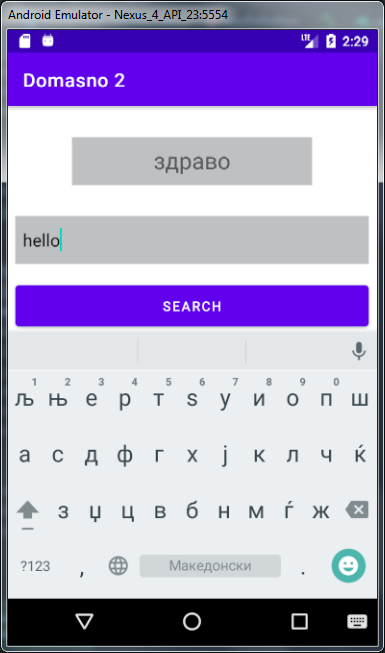 Android Emulator - Nexus_4_API_23:5554
LTE 2:29
Domasno 2
здраво
hello
SEARCH
1 2 3 4 5 6 7 8 9 0
љ њ е р т ѕ у и о п ш
а с д ф г х ј к л ч ќ
з џ ц в б н м ѓ ж
?123 , Македонски .